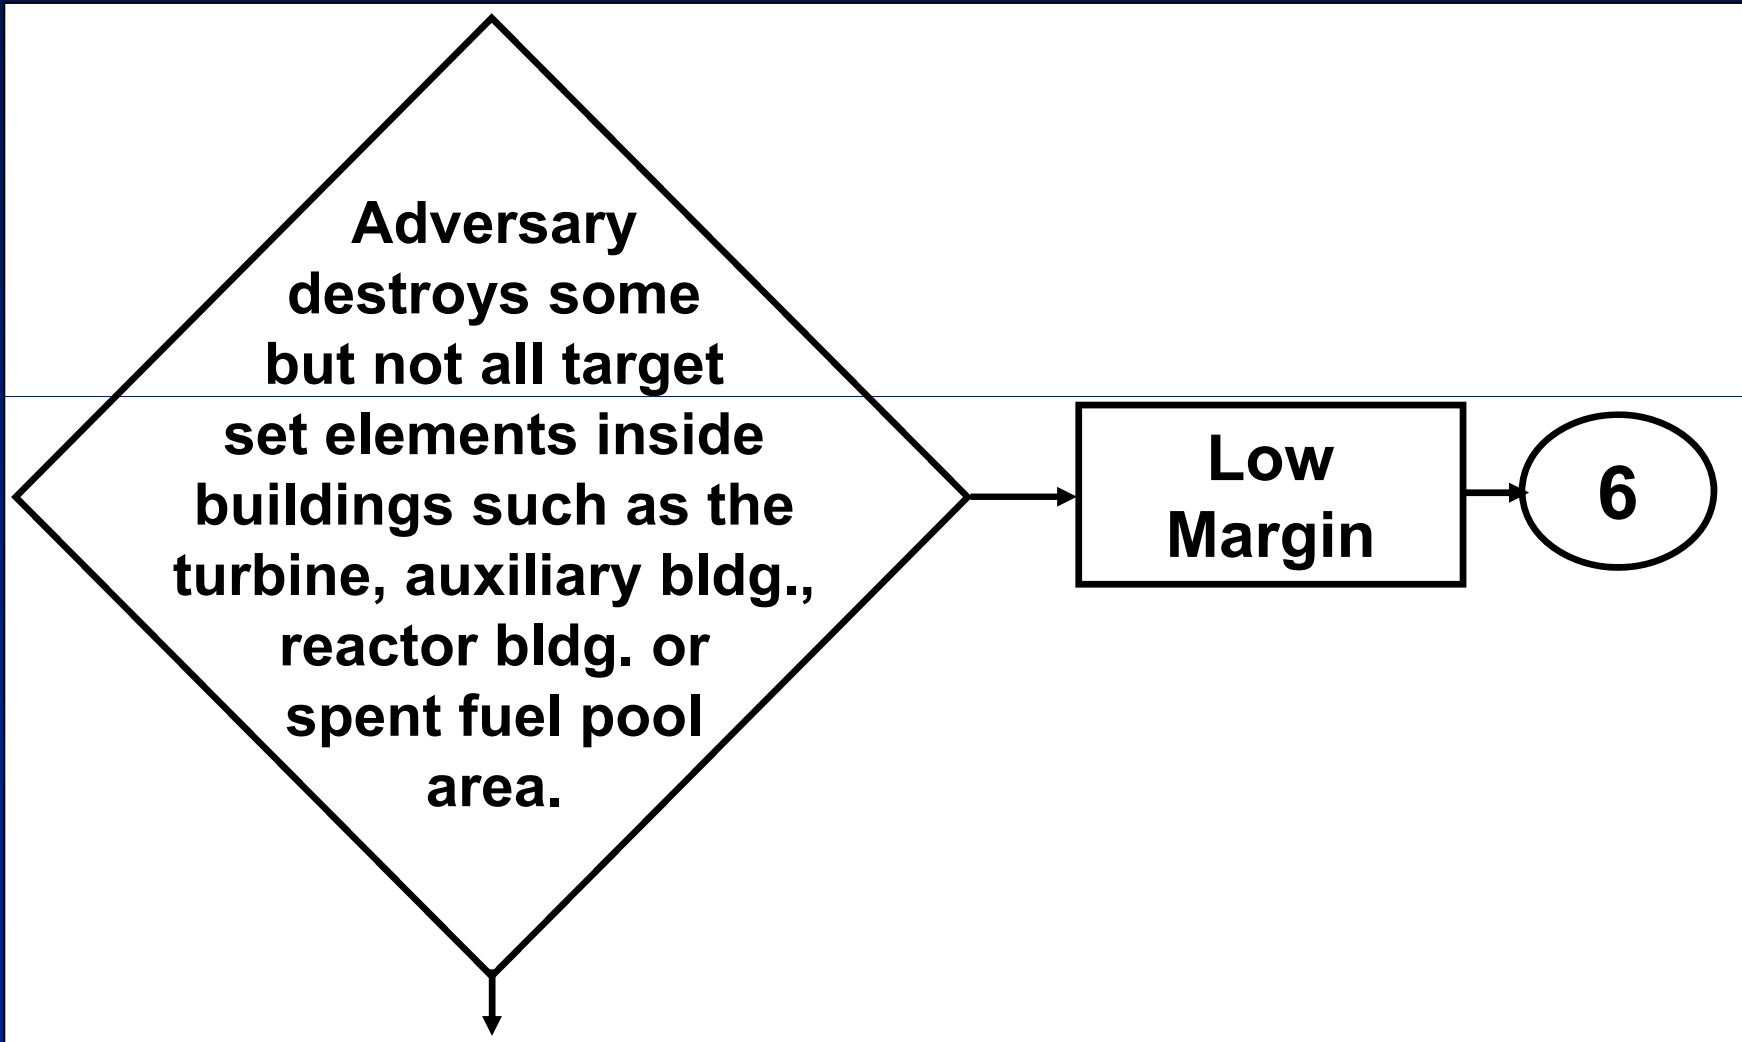 Adversary
destroys some
but not all target
set elements inside
buildings such as the
turbine, auxiliary bldg.,
reactor bldg. or
spent fuel pool
area.
Low
Margin
6